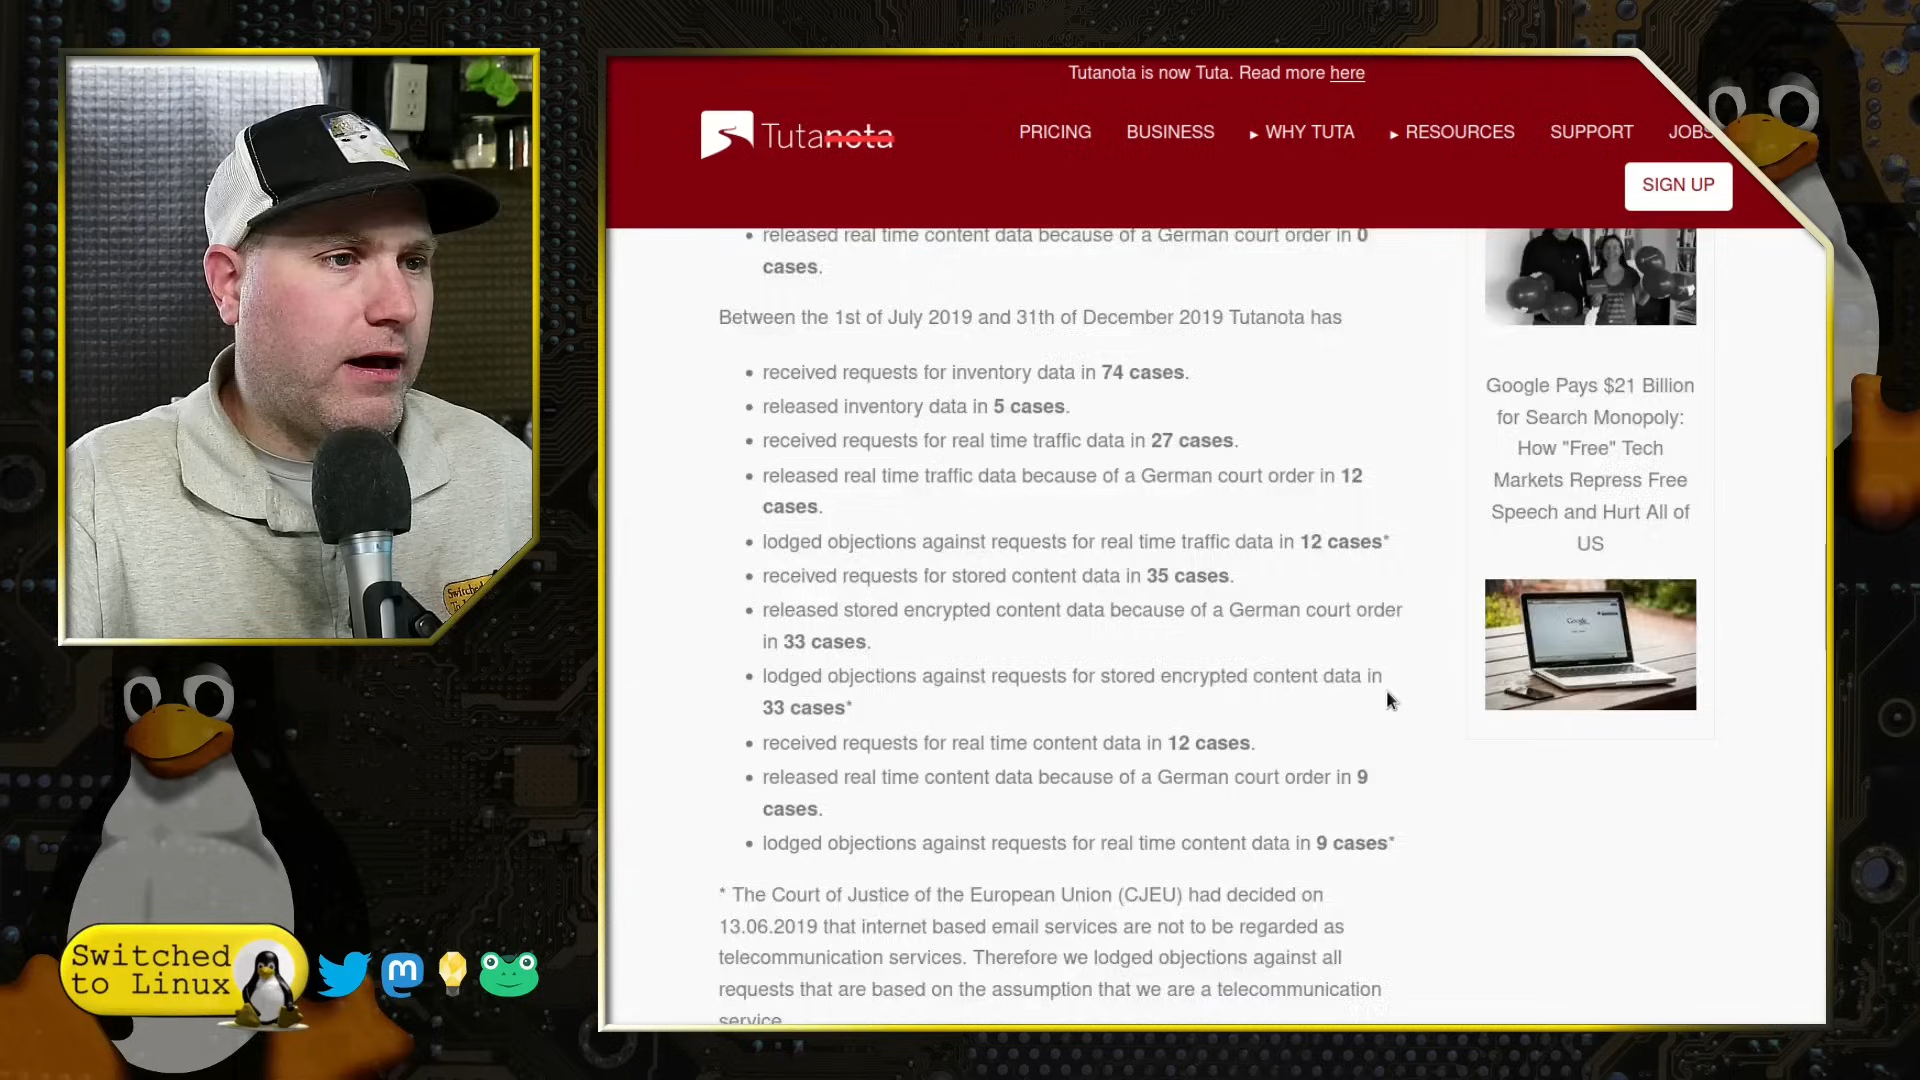 Tutanota is now Tuta. Read more here
Tutanota
PRICING
BUSINESS
▸ WHY TUTA
▸ RESOURCES
SUPPORT
JOBS
SIGN UP
• released real time content data because of a German court order in 0
cases.
Between the 1st of July 2019 and 31th of December 2019 Tutanota has
• received requests for inventory data in 74 cases.
• released inventory data in 5 cases.
• received requests for real time traffic data in 27 cases.
• released real time traffic data because of a German court order in 12
cases.
• lodged objections against requests for real time traffic data in 12 cases*
• received requests for stored content data in 35 cases.
• released stored encrypted content data because of a German court order
in 33 cases.
• lodged objections against requests for stored encrypted content data in
33 cases*
• received requests for real time content data in 12 cases.
• released real time content data because of a German court order in 9
cases.
• lodged objections against requests for real time content data in 9 cases*
* The Court of Justice of the European Union (CJEU) had decided on
13.06.2019 that internet based email services are not to be regarded as
telecommunication services. Therefore we lodged objections against all
requests that are based on the assumption that we are a telecommunication
service.
Google Pays $21 Billion
for Search Monopoly:
How "Free" Tech
Markets Repress Free
Speech and Hurt All of
US
Google
Switched
Switched
to Linux